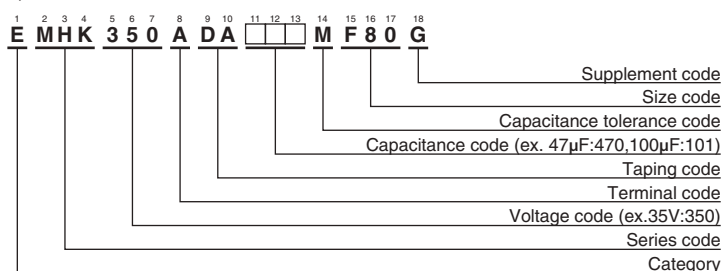 1 2 3 4 5 6 7 8 9 10 11 12 13 14 15 16 17 18
E MHK 350 A DA □□□ M F80 G
Supplement code
Size code
Capacitance tolerance code
Capacitance code (ex. 47μF:470,100μF:101)
Taping code
Terminal code
Voltage code (ex.35V:350)
Series code
Category